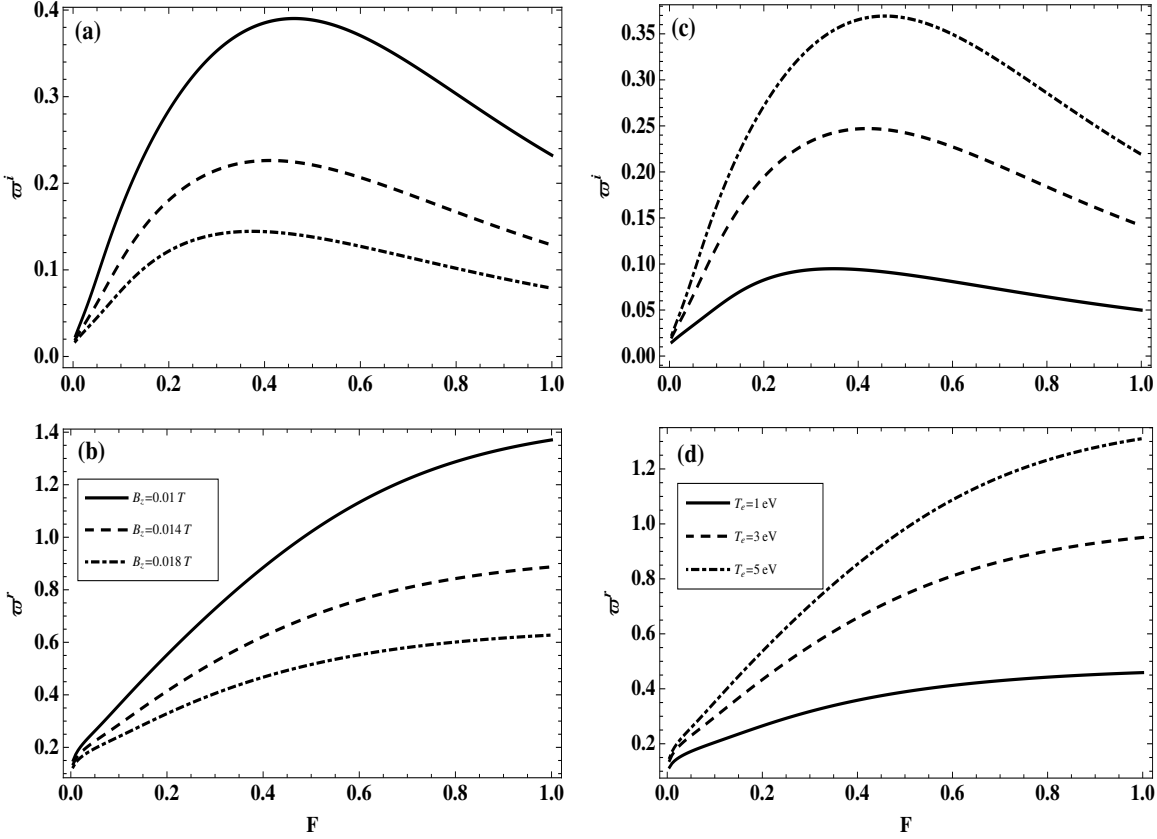 (a)
0.4
0.3
0.2
0.1
0.0
ϖ^i
0.0 0.2 0.4 0.6 0.8 1.0
(c)
0.35
0.30
0.25
0.20
0.15
0.10
0.05
0.00
ϖ^i
0.0 0.2 0.4 0.6 0.8 1.0
(b)
1.4
1.2
1.0
0.8
0.6
0.4
0.2
ϖ^r
B_z=0.01 T
B_z=0.014 T
B_z=0.018 T
0.0 0.2 0.4 0.6 0.8 1.0
F
(d)
1.2
1.0
0.8
0.6
0.4
0.2
ϖ^r
T_e=1 eV
T_e=3 eV
T_e=5 eV
0.0 0.2 0.4 0.6 0.8 1.0
F